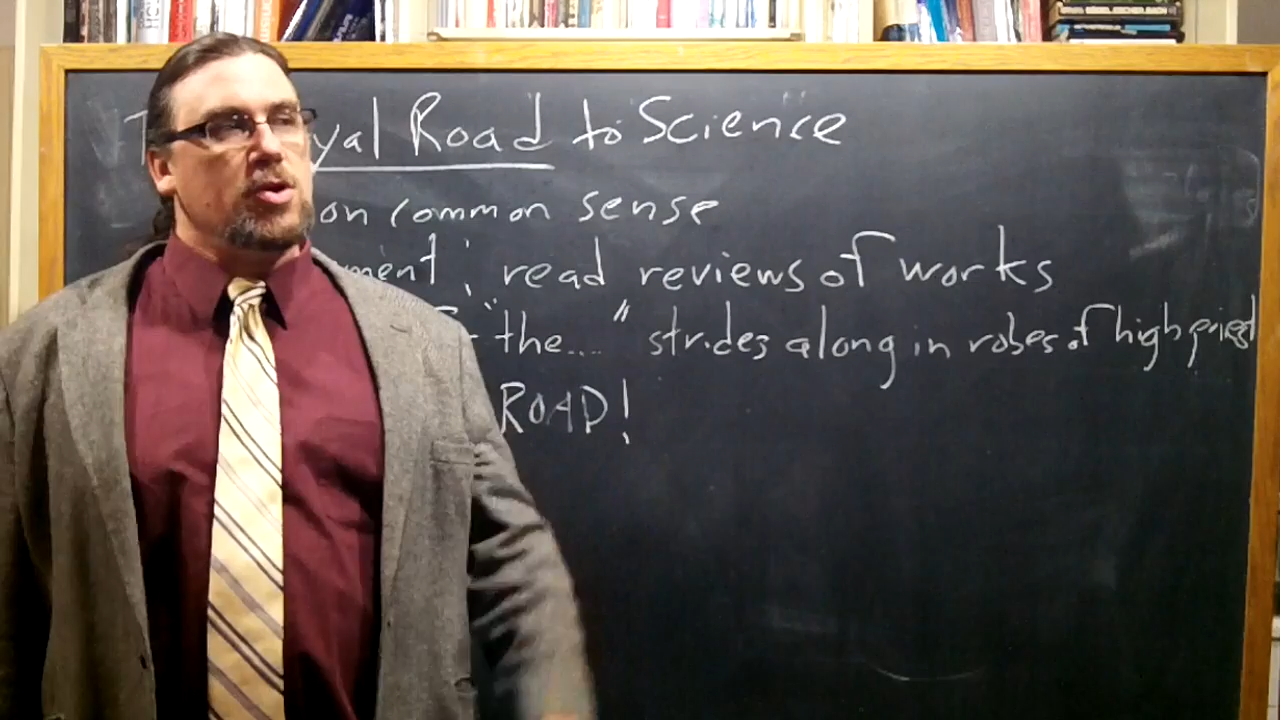 yal Road to Science
on common sense
ment; read reviews of works
"the...." strides along in robes of high priest
ROAD!